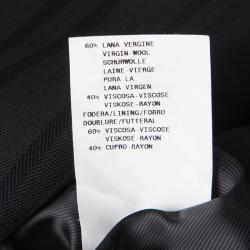 60% LANA VERGINE
VIRGIN-WOOL
SCHURWOLLE
LAINE-VIERGE
PURA LA
LANA VIRGEN
40% VISCOSA-VISCOSE
VISKOSE-RAYON
FODERA/LINING/FORRO
DOUBLURE/FUTTERAL
60% VISCOSA-VISCOSE
VISKOSE-RAYON
40% CUPRO-RAYON